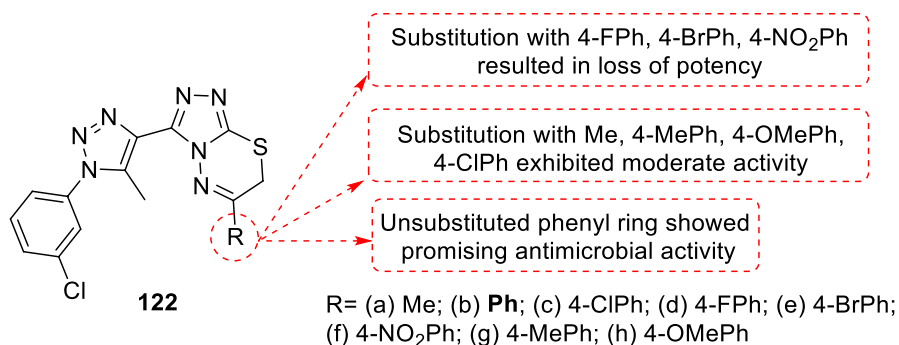 Substitution with 4-FPh, 4-BrPh, 4-NO₂Ph
resulted in loss of potency
Substitution with Me, 4-MePh, 4-OMePh,
4-ClPh exhibited moderate activity
Unsubstituted phenyl ring showed
promising antimicrobial activity
N N
N
N
N
N
N
N
S
R
Cl
122
R= (a) Me; (b) Ph; (c) 4-ClPh; (d) 4-FPh; (e) 4-BrPh;
(f) 4-NO₂Ph; (g) 4-MePh; (h) 4-OMePh